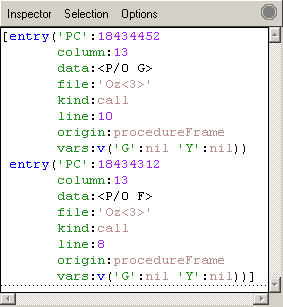 Inspector Selection Options
[entry('PC':18434452
column:13
data:<P/O G>
file:'Oz<3>'
kind:call
line:10
origin:procedureFrame
vars:v('G':nil 'Y':nil))
entry('PC':18434312
column:13
data:<P/O F>
file:'Oz<3>'
kind:call
line:8
origin:procedureFrame
vars:v('G':nil 'Y':nil))]